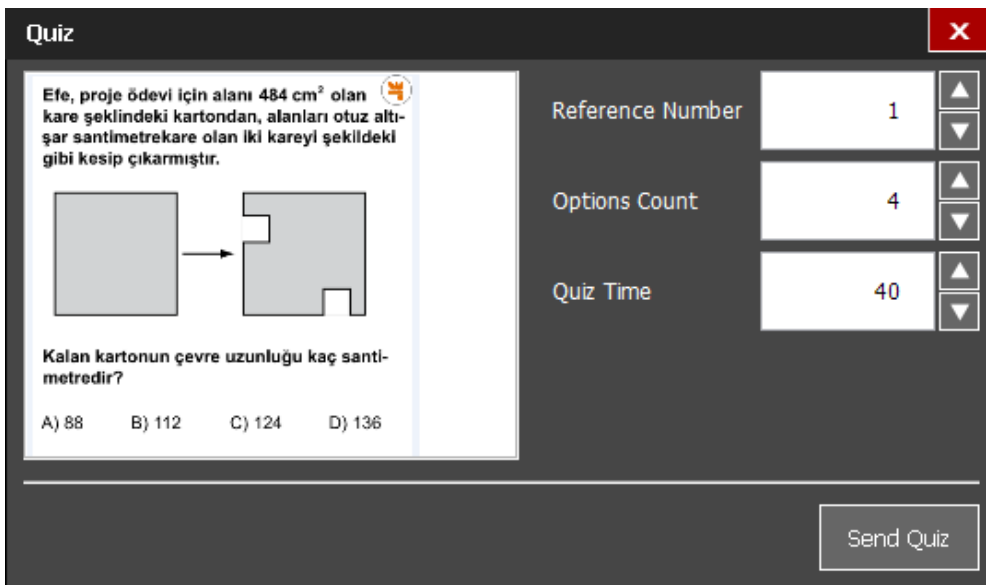 Quiz
x
Efe, proje ödevi için alanı 484 cm² olan
kare şeklindeki kartondan, alanları otuz altı-
şar santimetrekare olan iki kareyi şekildeki
gibi kesip çıkarmıştır.
Kalan kartonun çevre uzunluğu kaç santi-
metredir?
A) 88 B) 112 C) 124 D) 136
Reference Number 1
Options Count 4
Quiz Time 40
Send Quiz